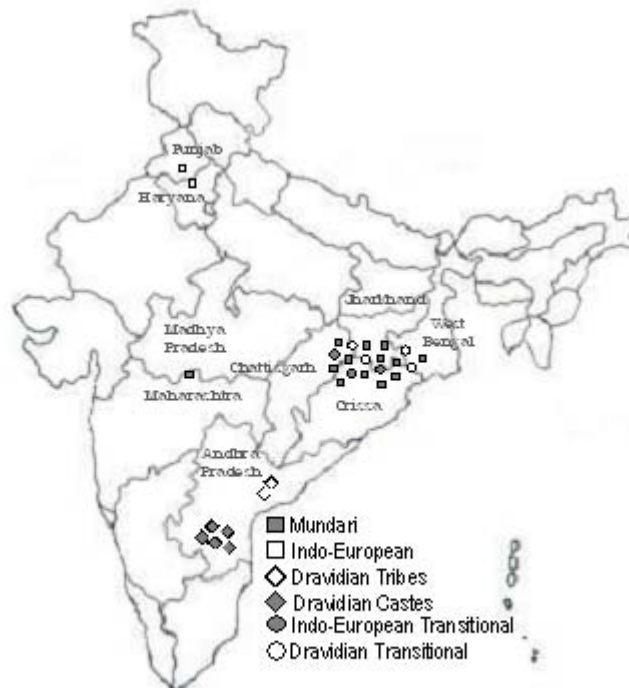 Punjab
Haryana
Jharkhand
West
Bengal
Madhya
Pradesh
Chattigarh
Maharashtra
Orissa
Andhra
Pradesh
Mundari
Indo-European
Dravidian Tribes
Dravidian Castes
Indo-European Transitional
Dravidian Transitional